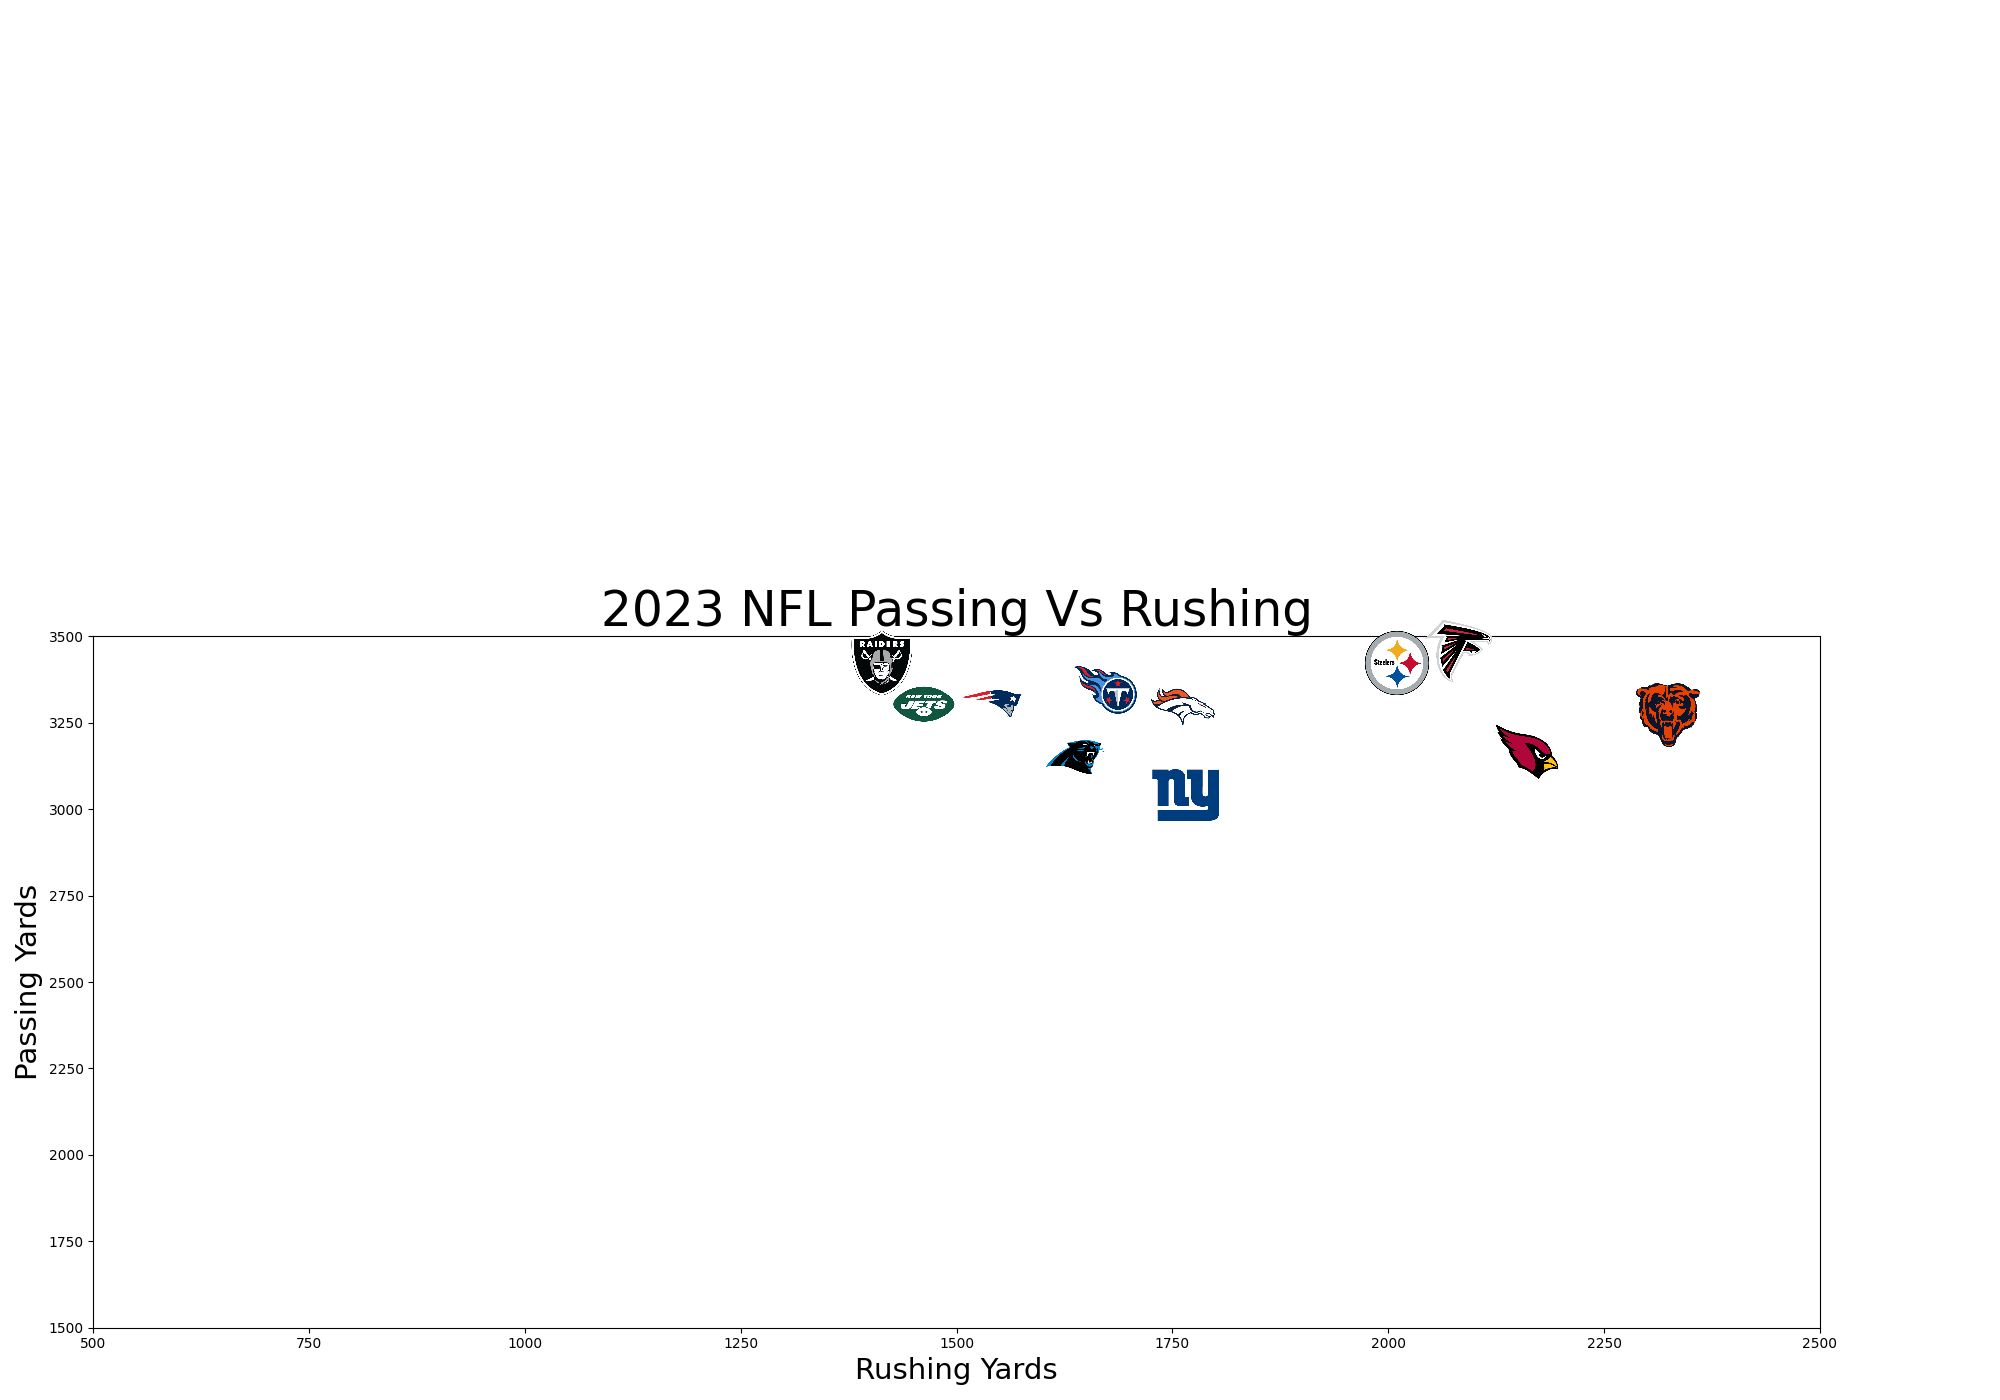 2023 NFL Passing Vs Rushing
3500
3250
3000
2750
2500
2250
2000
1750
1500
Passing Yards
RAIDERS
NEW YORK
JETS
Steelers
T
ny
500 750 1000 1250 1500 1750 2000 2250 2500
Rushing Yards